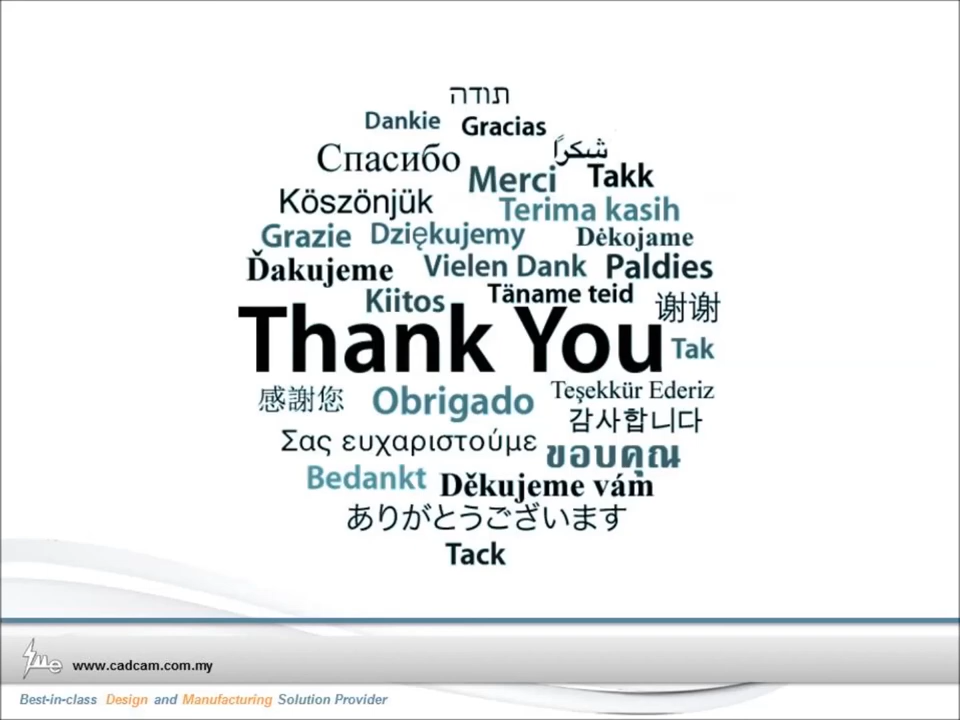 תודה
Dankie Gracias
Спасибо شكراً
Merci Takk
Köszönjük Terima kasih
Grazie Dziękujemy Dėkojame
Ďakujeme Vielen Dank Paldies
Kiitos Täname teid 谢谢
Thank You Tak
感謝您 Obrigado Teşekkür Ederiz
감사합니다
Σας ευχαριστούμε ขอบคุณ
Bedankt Děkujeme vám
ありがとうございます
Tack
www.cadcam.com.my
Best-in-class Design and Manufacturing Solution Provider